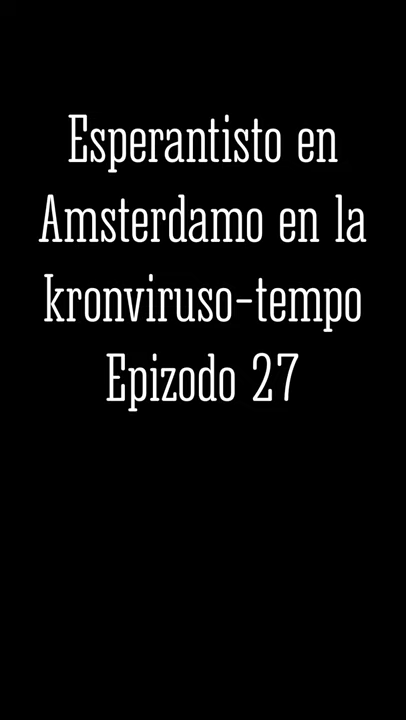 Esperantisto en
Amsterdamo en la
kronviruso-tempo
Epizodo 27